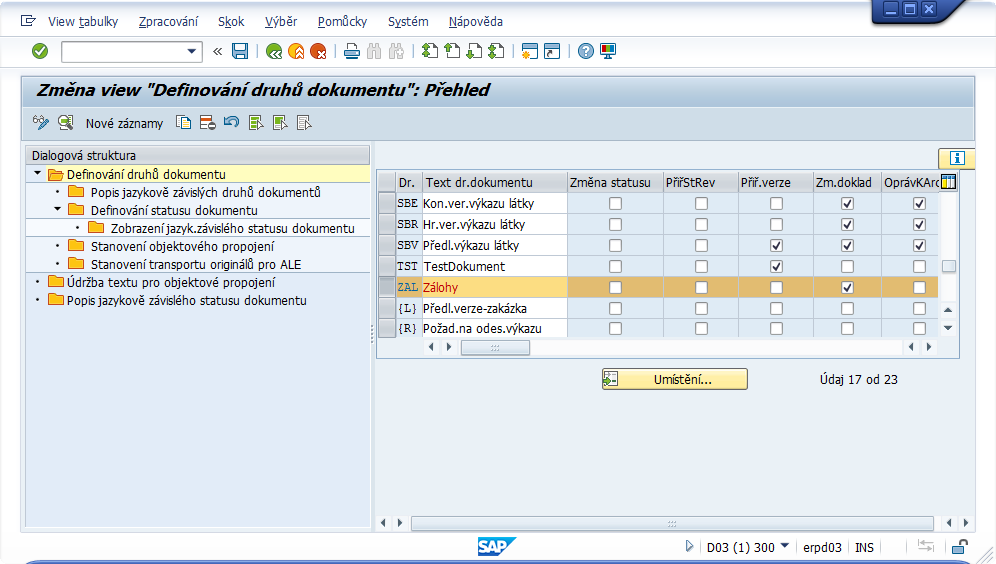 View tabulky Zpracování Skok Výběr Pomůcky Systém Nápověda
«
Změna view "Definování druhů dokumentu": Přehled
Nové záznamy
Dialogová struktura
Definování druhů dokumentu
Popis jazykově závislých druhů dokumentů
Definování statusu dokumentu
Zobrazení jazyk.závislého statusu dokumentu
Stanovení objektového propojení
Stanovení transportu originálů pro ALE
Údržba textu pro objektové propojení
Popis jazykově závislého statusu dokumentu
Dr. Text dr.dokumentu Změna statusu PřiřStRev Přiř.verze Zm.doklad OprávKArc
SBE Kon.ver.výkazu látky
SBR Hr.ver.výkazu látky
SBV Předl.výkazu látky
TST TestDokument
ZAL Zálohy
{L} Předl.verze-zakázka
{R} Požad.na odes.výkazu
Umístění... Údaj 17 od 23
SAP D03 (1) 300 erpd03 INS